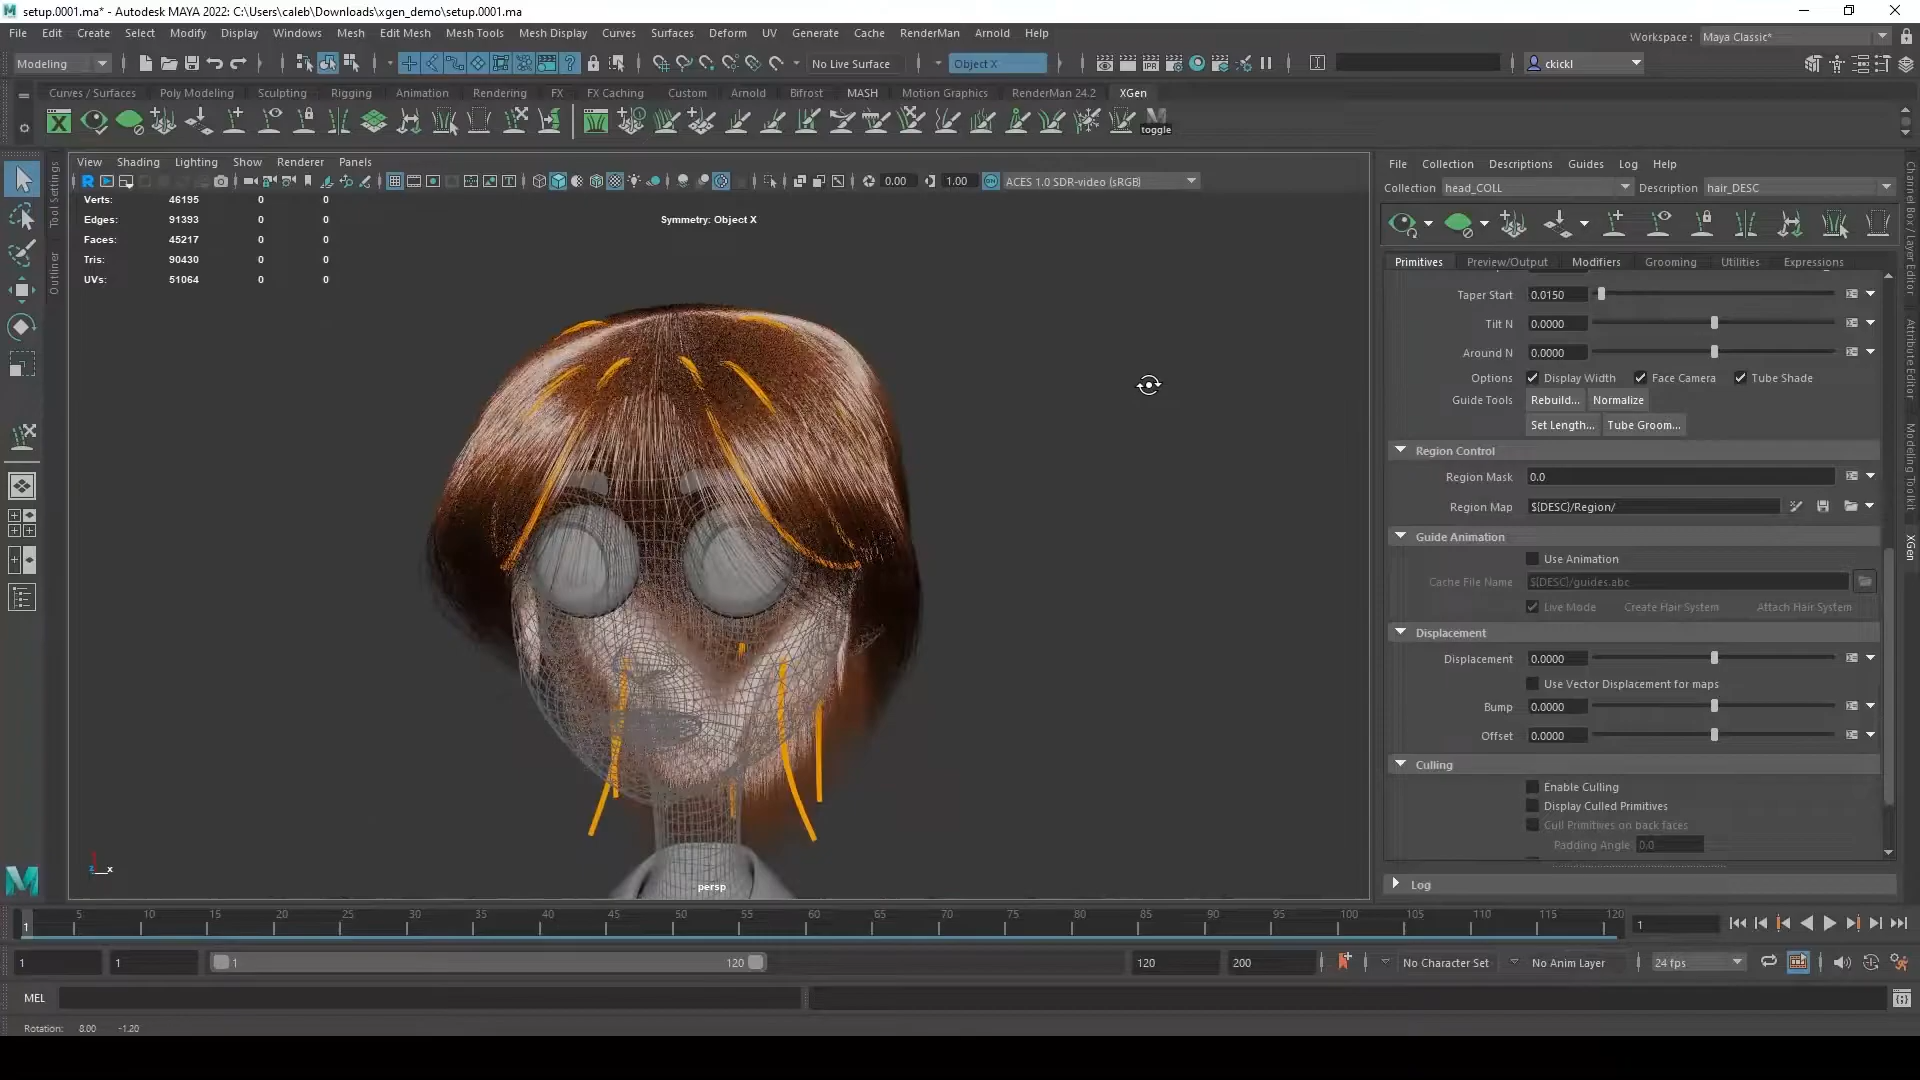 setup.0001.ma* - Autodesk MAYA 2022: C:\Users\caleb\Downloads\xgen_demo\setup.0001.ma
File Edit Create Select Modify Display Windows Mesh Edit Mesh Mesh Tools Mesh Display Curves Surfaces Deform UV Generate Cache RenderMan Arnold Help
Workspace : Maya Classic*
Modeling No Live Surface Object X ckickl
Curves / Surfaces Poly Modeling Sculpting Rigging Animation Rendering FX FX Caching Custom Arnold Bifrost MASH Motion Graphics RenderMan 24.2 XGen
toggle
View Shading Lighting Show Renderer Panels
0.00 1.00 ACES 1.0 SDR-video (sRGB)
Verts: 46195 0 0
Edges: 91393 0 0
Faces: 45217 0 0
Tris: 90430 0 0
UVs: 51064 0 0
Symmetry: Object X
persp
x
z
Tool Settings
Outliner
File Collection Descriptions Guides Log Help
Collection head_COLL Description hair_DESC
Primitives Preview/Output Modifiers Grooming Utilities Expressions
Taper Start 0.0150
Tilt N 0.0000
Around N 0.0000
Options Display Width Face Camera Tube Shade
Guide Tools Rebuild... Normalize
Set Length... Tube Groom...
Region Control
Region Mask 0.0
Region Map ${DESC}/Region/
Guide Animation
Use Animation
Cache File Name ${DESC}/guides.abc
Live Mode Create Hair System Attach Hair System
Displacement
Displacement 0.0000
Use Vector Displacement for maps
Bump 0.0000
Offset 0.0000
Culling
Enable Culling
Display Culled Primitives
Cull Primitives on back faces
Padding Angle 0.0
Log
Channel Box / Layer Editor
Attribute Editor
Modeling Toolkit
XGen
1 5 10 15 20 25 30 35 40 45 50 55 60 65 70 75 80 85 90 95 100 105 110 115 120 1
1 1 1 120 120 200 No Character Set No Anim Layer 24 fps
MEL
Rotation: 8.00 -1.20